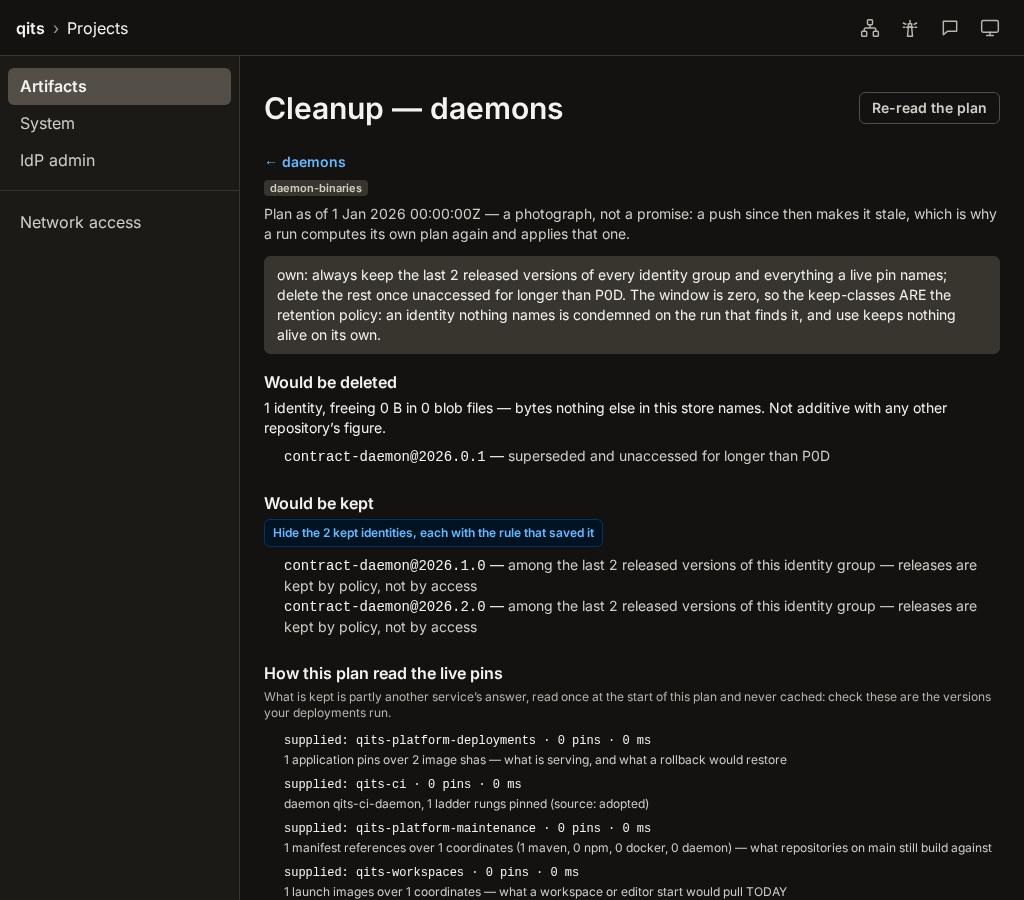 qits › Projects
Artifacts
System
IdP admin
Network access
Cleanup — daemons
Re-read the plan
← daemons
daemon-binaries
Plan as of 1 Jan 2026 00:00:00Z — a photograph, not a promise: a push since then makes it stale, which is why
a run computes its own plan again and applies that one.
own: always keep the last 2 released versions of every identity group and everything a live pin names;
delete the rest once unaccessed for longer than P0D. The window is zero, so the keep-classes ARE the
retention policy: an identity nothing names is condemned on the run that finds it, and use keeps nothing
alive on its own.
Would be deleted
1 identity, freeing 0 B in 0 blob files — bytes nothing else in this store names. Not additive with any other
repository’s figure.
contract-daemon@2026.0.1 — superseded and unaccessed for longer than P0D
Would be kept
Hide the 2 kept identities, each with the rule that saved it
contract-daemon@2026.1.0 — among the last 2 released versions of this identity group — releases are
kept by policy, not by access
contract-daemon@2026.2.0 — among the last 2 released versions of this identity group — releases are
kept by policy, not by access
How this plan read the live pins
What is kept is partly another service’s answer, read once at the start of this plan and never cached: check these are the versions
your deployments run.
supplied: qits-platform-deployments · 0 pins · 0 ms
1 application pins over 2 image shas — what is serving, and what a rollback would restore
supplied: qits-ci · 0 pins · 0 ms
daemon qits-ci-daemon, 1 ladder rungs pinned (source: adopted)
supplied: qits-platform-maintenance · 0 pins · 0 ms
1 manifest references over 1 coordinates (1 maven, 0 npm, 0 docker, 0 daemon) — what repositories on main still build against
supplied: qits-workspaces · 0 pins · 0 ms
1 launch images over 1 coordinates — what a workspace or editor start would pull TODAY